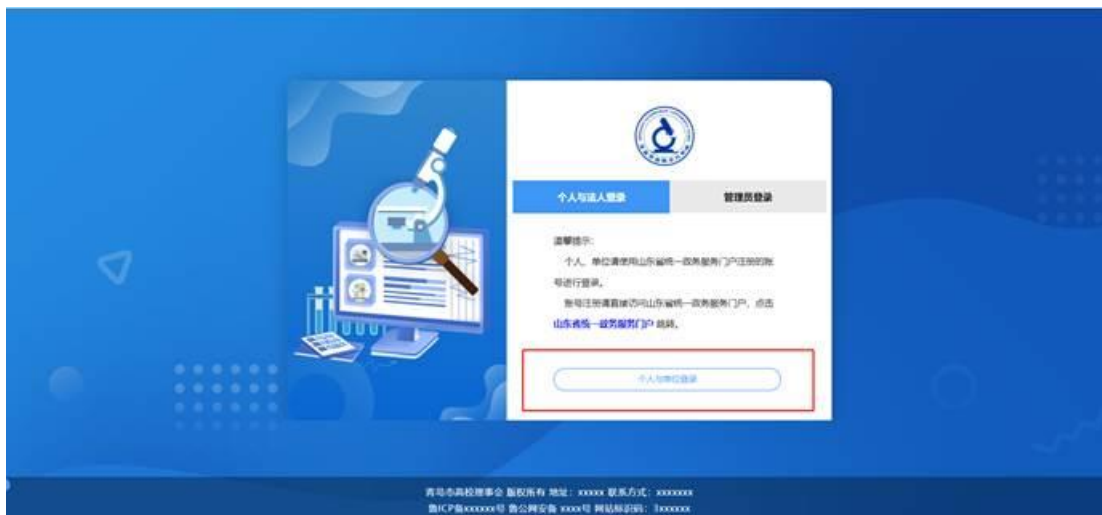 个人与法人登录
管理员登录
温馨提示：
个人、单位请使用山东省统一政务服务门户注册的账
号进行登录。
账号注册请直接访问山东省统一政务服务门户，点击
山东省统一政务服务门户 跳转。
个人与单位登录
青岛市高校理事会 版权所有 地址：xxxxx 联系方式：xxxxxxx
鲁ICP备xxxxxx号 鲁公网安备 xxxx号 网站标识码：3xxxxxx